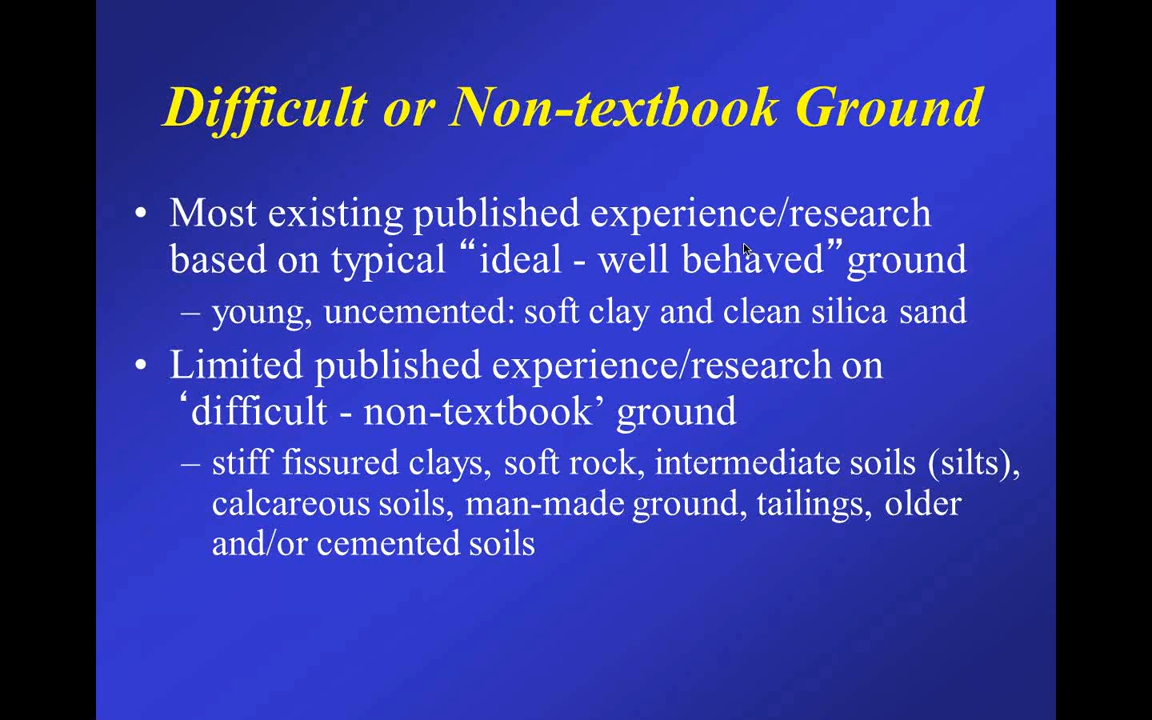 Difficult or Non-textbook Ground
• Most existing published experience/research
based on typical “ideal - well behaved”ground
– young, uncemented: soft clay and clean silica sand
• Limited published experience/research on
‘difficult - non-textbook’ ground
– stiff fissured clays, soft rock, intermediate soils (silts),
calcareous soils, man-made ground, tailings, older
and/or cemented soils